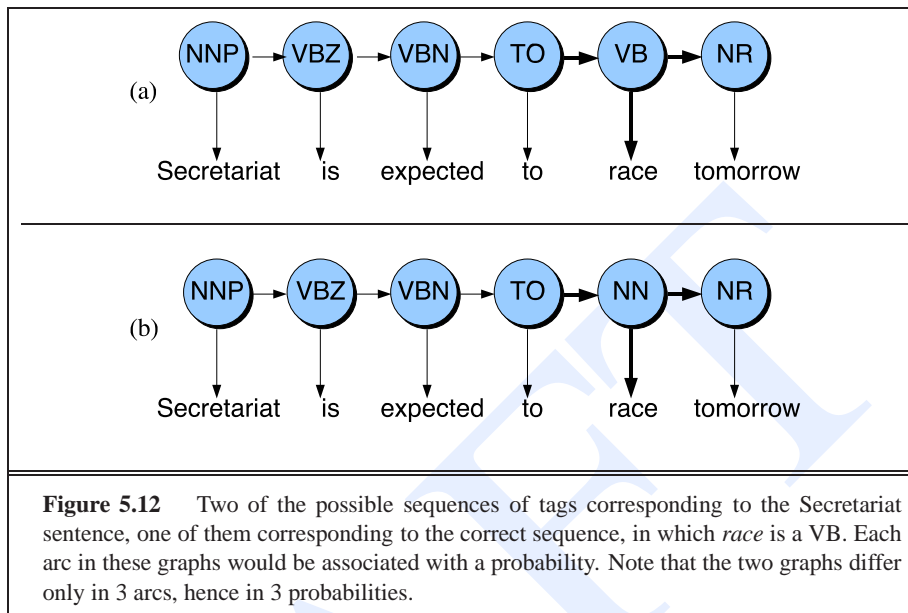 NNP VBZ VBN TO VB NR
(a)
Secretariat is expected to race tomorrow
NNP VBZ VBN TO NN NR
(b)
Secretariat is expected to race tomorrow
Figure 5.12 Two of the possible sequences of tags corresponding to the Secretariat
sentence, one of them corresponding to the correct sequence, in which race is a VB. Each
arc in these graphs would be associated with a probability. Note that the two graphs differ
only in 3 arcs, hence in 3 probabilities.